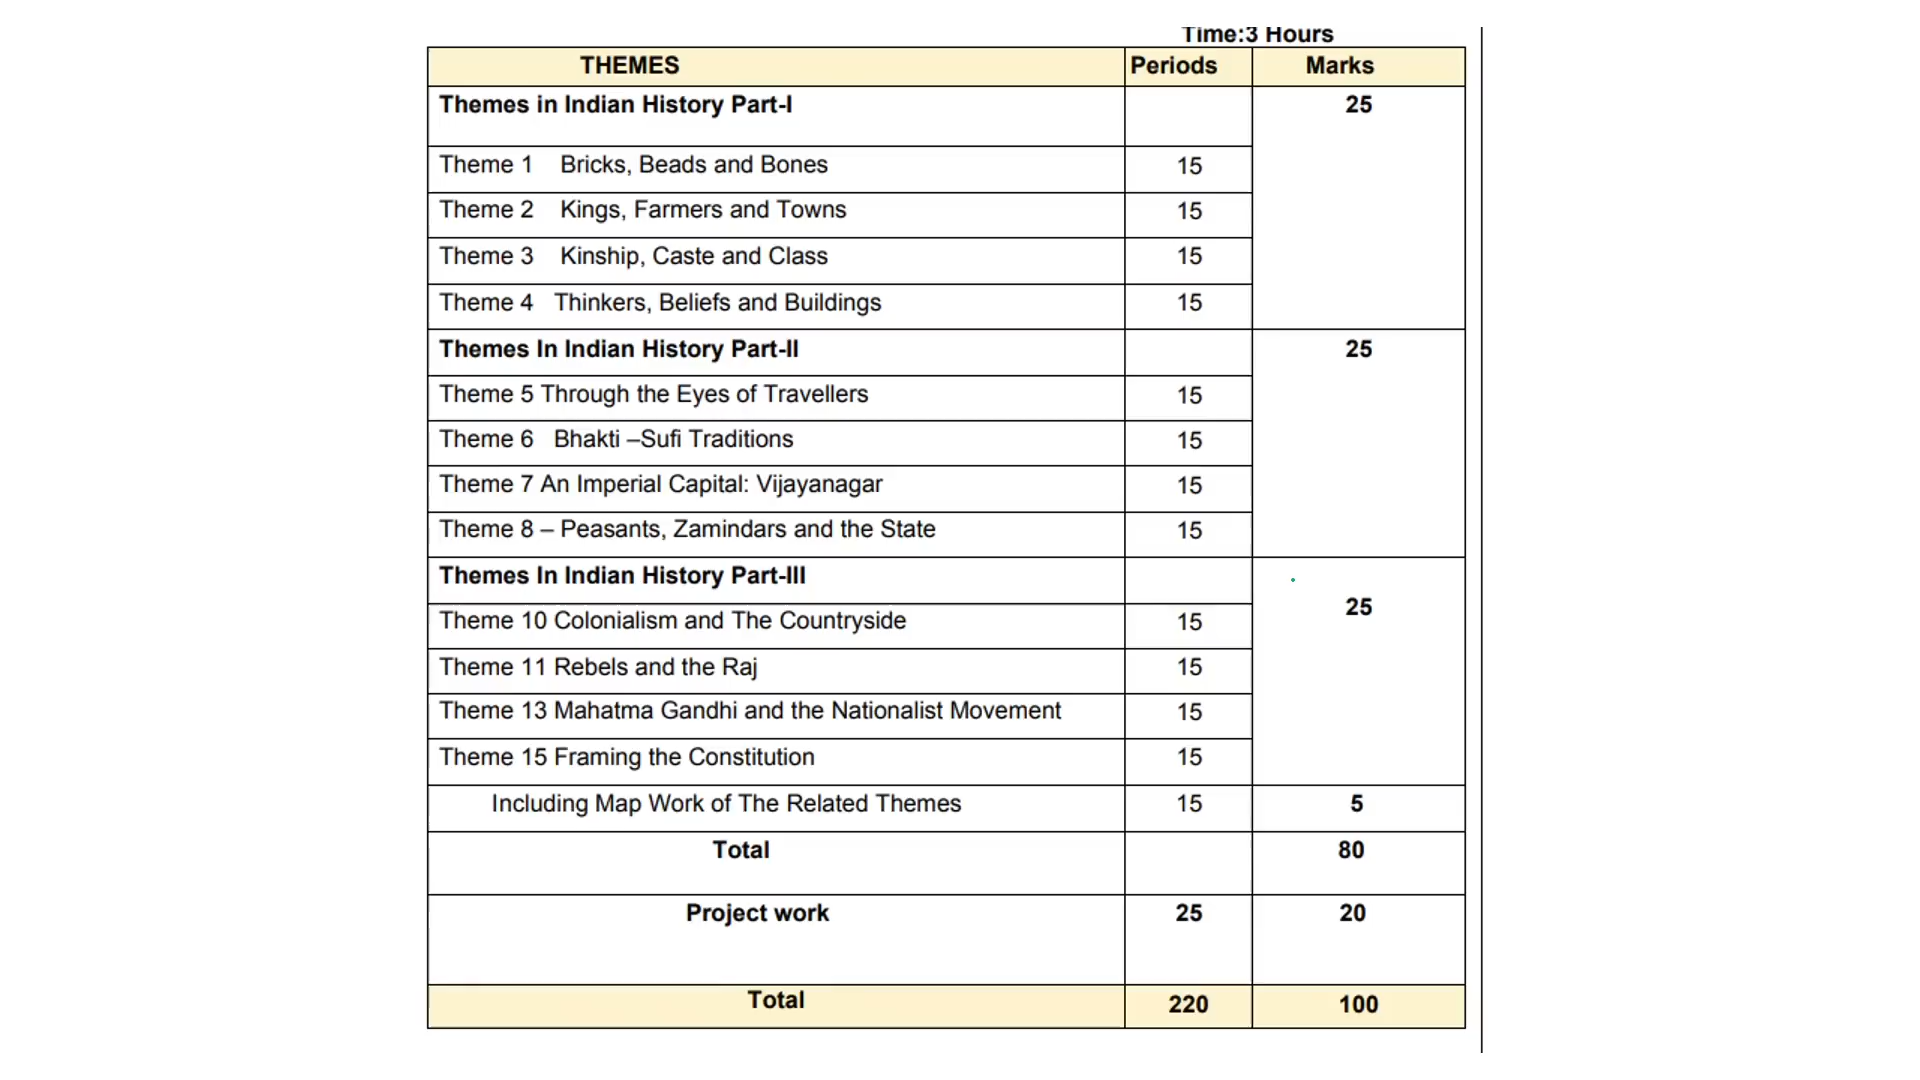 Time:3 Hours
THEMES Periods Marks
Themes in Indian History Part-I 25
Theme 1 Bricks, Beads and Bones 15
Theme 2 Kings, Farmers and Towns 15
Theme 3 Kinship, Caste and Class 15
Theme 4 Thinkers, Beliefs and Buildings 15
Themes In Indian History Part-II 25
Theme 5 Through the Eyes of Travellers 15
Theme 6 Bhakti –Sufi Traditions 15
Theme 7 An Imperial Capital: Vijayanagar 15
Theme 8 – Peasants, Zamindars and the State 15
Themes In Indian History Part-III
25
Theme 10 Colonialism and The Countryside 15
Theme 11 Rebels and the Raj 15
Theme 13 Mahatma Gandhi and the Nationalist Movement 15
Theme 15 Framing the Constitution 15
Including Map Work of The Related Themes 15 5
Total 80
Project work 25 20
Total 220 100